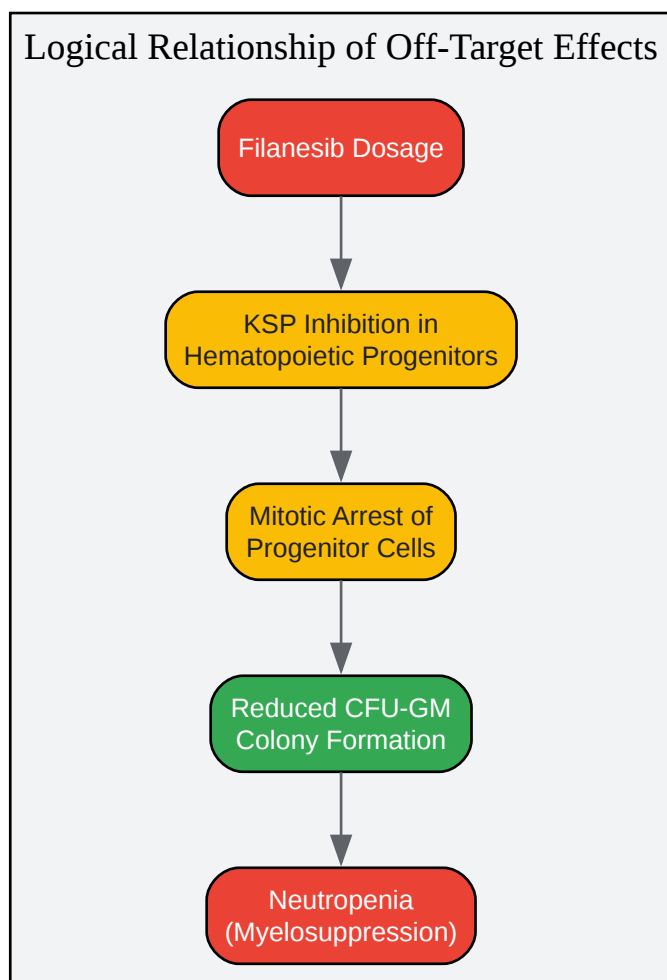 Logical Relationship of Off-Target Effects
Filanesib Dosage
KSP Inhibition in
Hematopoietic Progenitors
Mitotic Arrest of
Progenitor Cells
Reduced CFU-GM
Colony Formation
Neutropenia
(Myelosuppression)